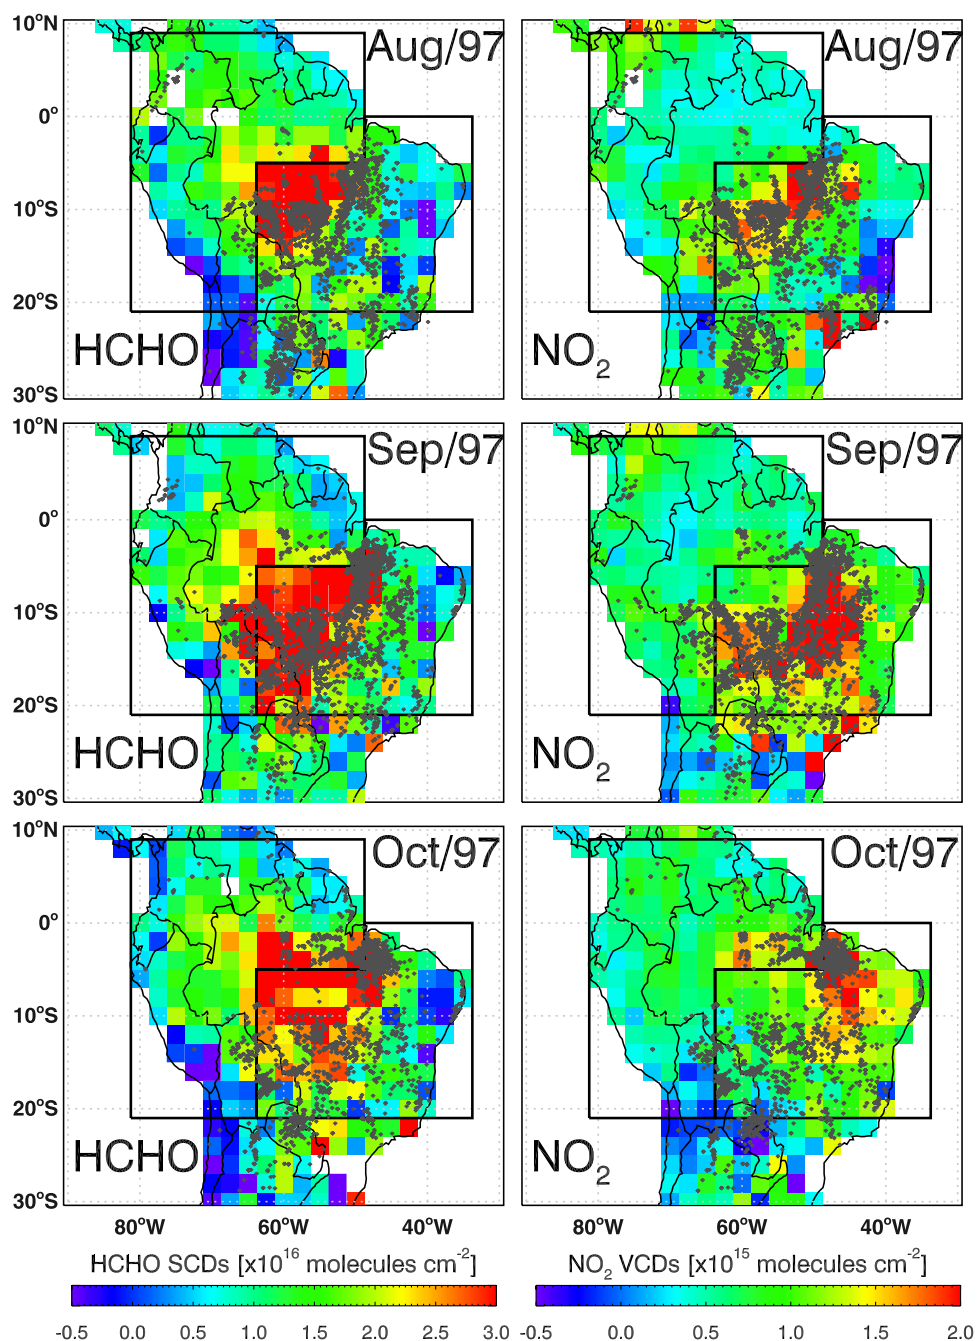 10°N
Aug/97
Aug/97
0°
10°S
20°S
HCHO
NO2
30°S
10°N
Sep/97
Sep/97
0°
10°S
20°S
HCHO
NO2
30°S
10°N
Oct/97
Oct/97
0°
10°S
20°S
HCHO
NO2
30°S
80°W 60°W 40°W 80°W 60°W 40°W
HCHO SCDs [x10^16 molecules cm^-2] NO2 VCDs [x10^15 molecules cm^-2]
-0.5 0.0 0.5 1.0 1.5 2.0 2.5 3.0 -0.5 0.0 0.5 1.0 1.5 2.0